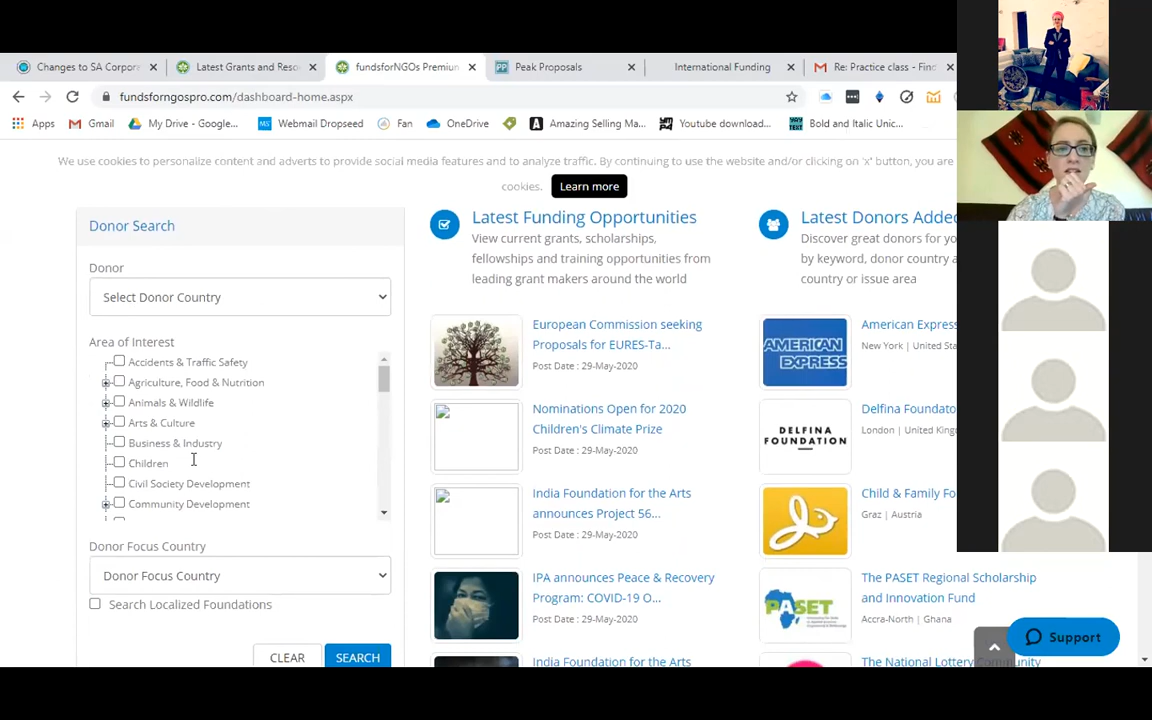 Changes to SA Corpora
Latest Grants and Reso
fundsforNGOs Premium
PP Peak Proposals
International Funding
Re: Practice class - Find
fundsforngospro.com/dashboard-home.aspx
Apps
Gmail
My Drive - Google...
MS Webmail Dropseed
Fan
OneDrive
A Amazing Selling Ma...
Youtube download...
Bold and Italic Unic...
We use cookies to personalize content and adverts to provide social media features and to analyze traffic. By continuing to use the website and/or clicking on 'x' button, you are
cookies. Learn more
Donor Search
Donor
Select Donor Country
Area of Interest
Accidents & Traffic Safety
Agriculture, Food & Nutrition
Animals & Wildlife
Arts & Culture
Business & Industry
Children
Civil Society Development
Community Development
Donor Focus Country
Donor Focus Country
Search Localized Foundations
CLEAR
SEARCH
Latest Funding Opportunities
View current grants, scholarships,
fellowships and training opportunities from
leading grant makers around the world
European Commission seeking
Proposals for EURES-Ta...
Post Date : 29-May-2020
Nominations Open for 2020
Children's Climate Prize
Post Date : 29-May-2020
India Foundation for the Arts
announces Project 56...
Post Date : 29-May-2020
IPA announces Peace & Recovery
Program: COVID-19 O...
Post Date : 29-May-2020
India Foundation for the Arts
Latest Donors Adde
Discover great donors for yo
by keyword, donor country a
country or issue area
AMERICAN
EXPRESS
American Expres
New York | United Sta
DELFINA
FOUNDATION
Delfina Foundatio
London | United King
Child & Family Fo
Graz | Austria
PASET
The PASET Regional Scholarship
and Innovation Fund
Accra-North | Ghana
The National Lottery Community
Support